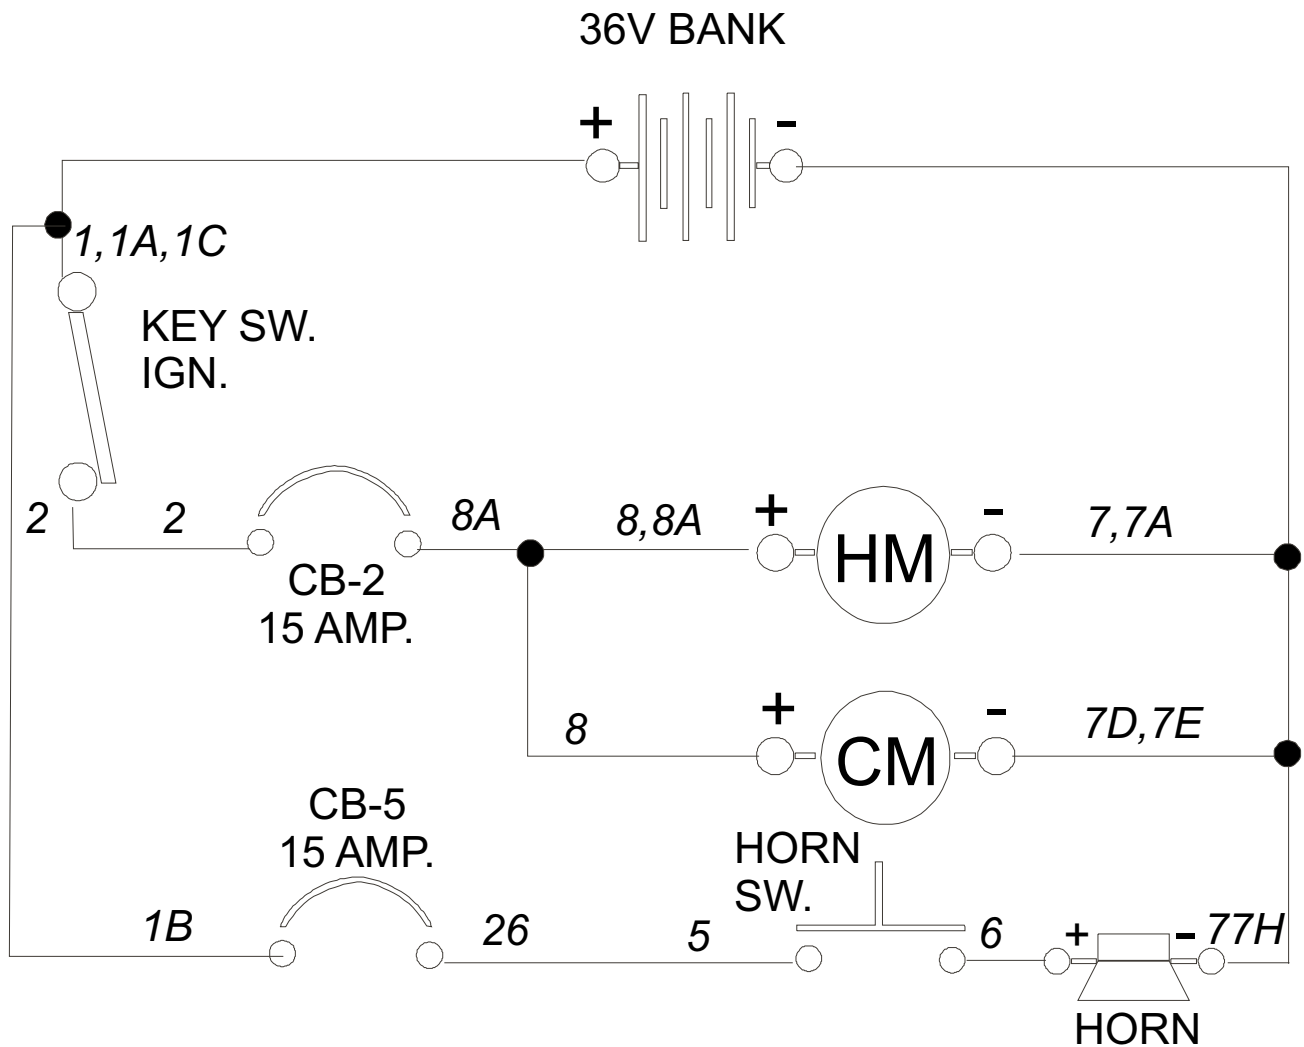 36V BANK
+ -
1,1A,1C
KEY SW.
IGN.
2 2 8A 8,8A + - 7,7A
HM
CB-2
15 AMP.
8 + - 7D,7E
CM
CB-5
15 AMP.
HORN
SW.
1B 26 5 6 + - 77H
HORN